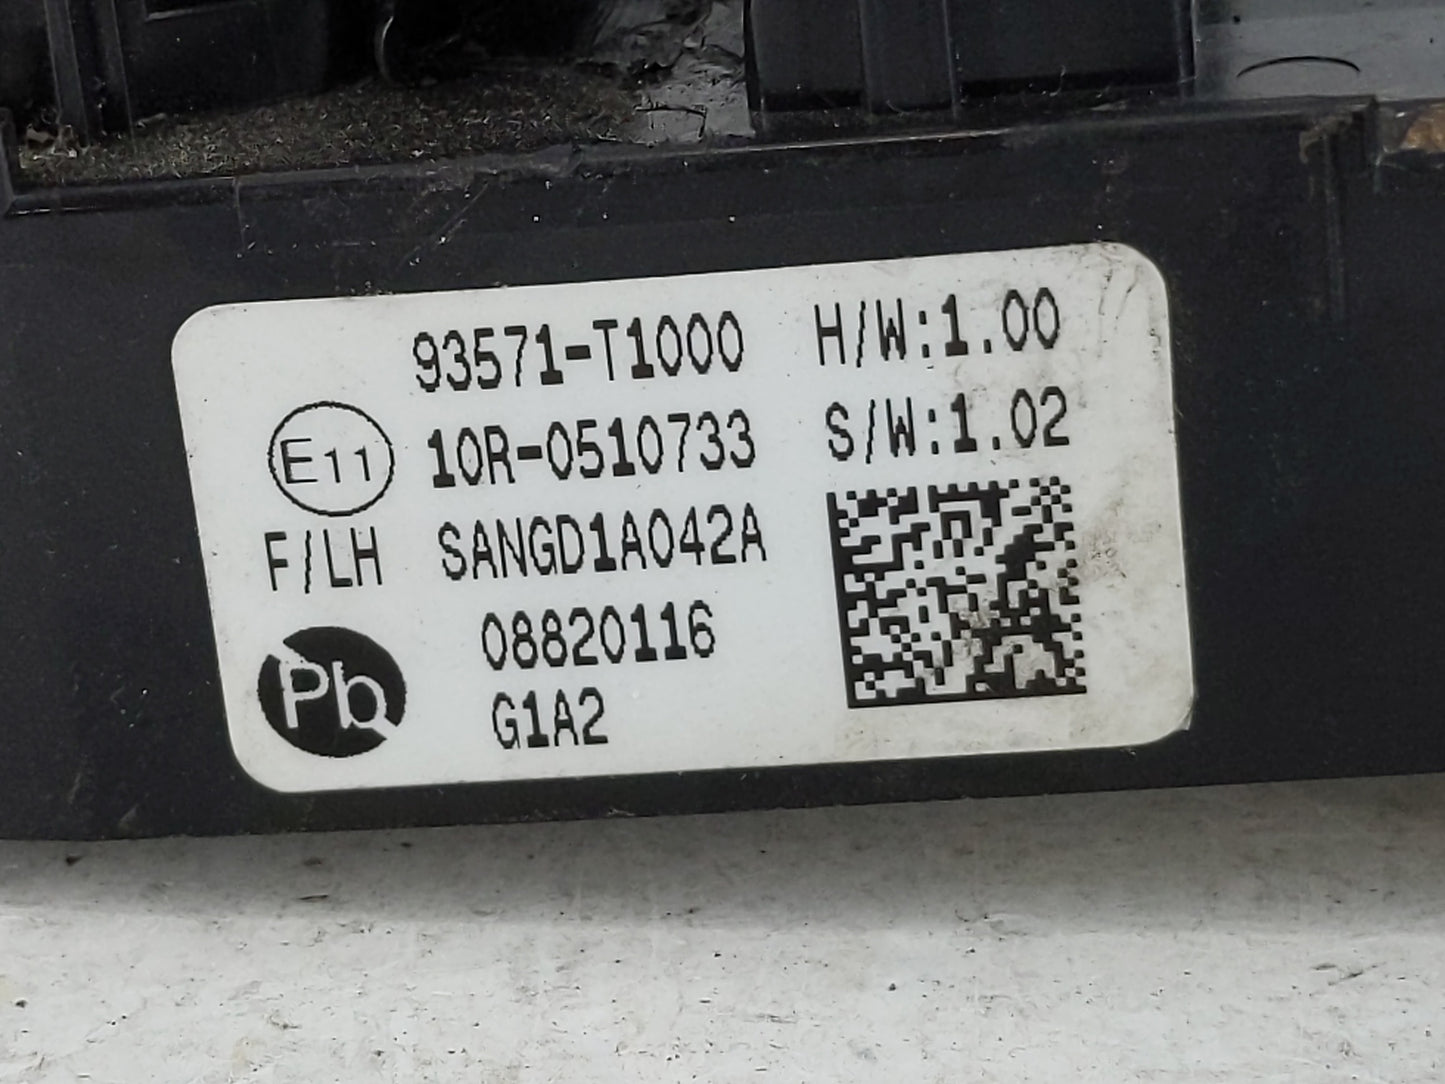 93571-T1000 H/W:1.00
E11 10R-0510733 S/W:1.02
F/LH SANGD1A042A
08820116
Pb G1A2